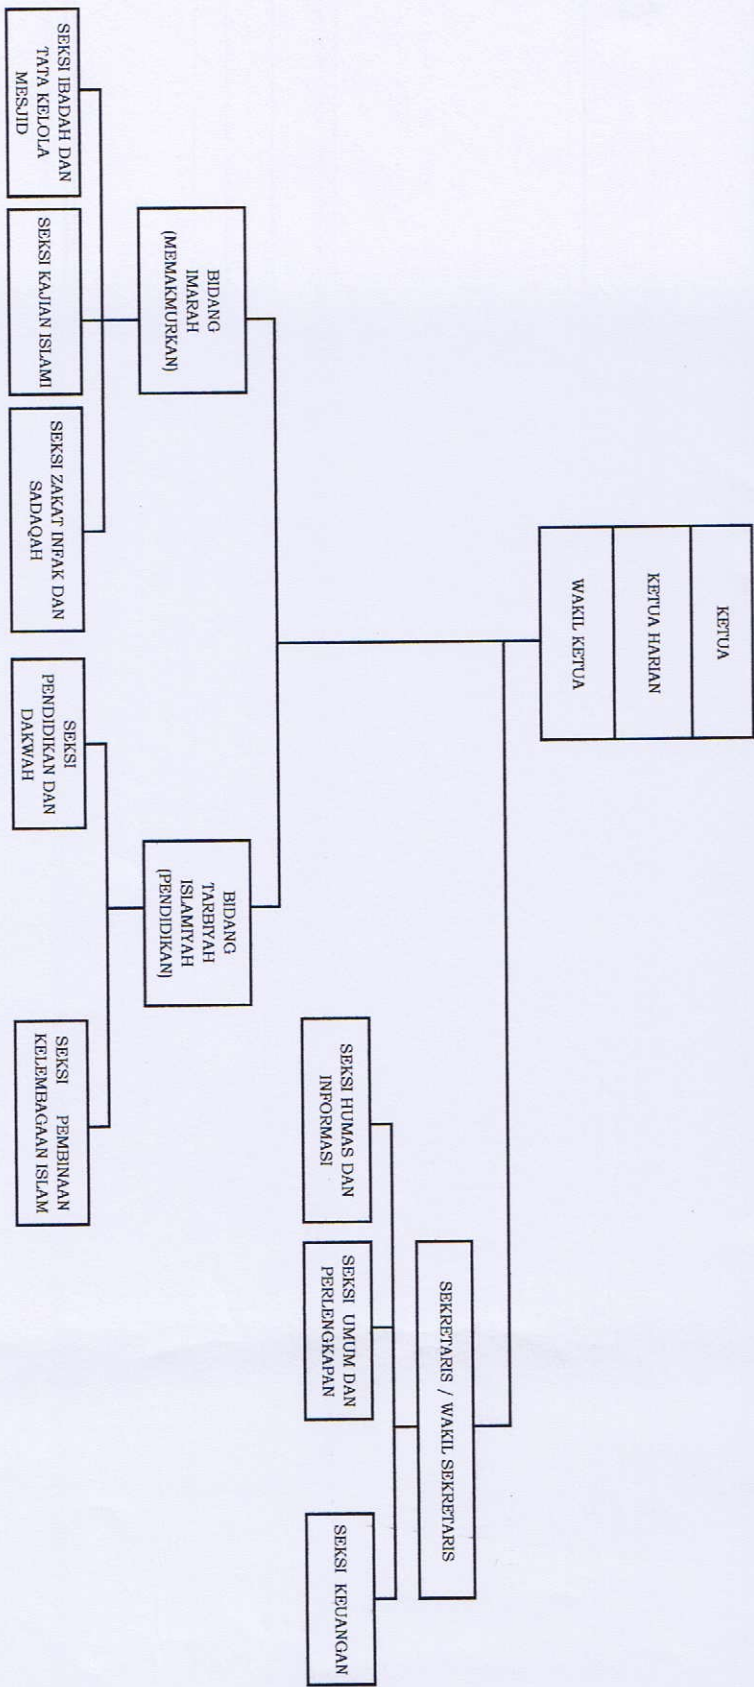 KETUA
KETUA HARIAN
WAKIL KETUA
SEKRETARIS / WAKIL SEKRETARIS
SEKSI HUMAS DAN
INFORMASI
SEKSI UMUM DAN
PERLENGKAPAN
SEKSI KEUANGAN
BIDANG
IMARAH
(MEMAKMURKAN)
BIDANG
TARBIYAH
ISLAMIYAH
(PENDIDIKAN)
SEKSI IBADAH DAN
TATA KELOLA
MESJID
SEKSI KAJIAN ISLAMI
SEKSI ZAKAT INFAK DAN
SADAQAH
SEKSI
PENDIDIKAN DAN
DAKWAH
SEKSI PEMBINAAN
KELEMBAGAAN ISLAM